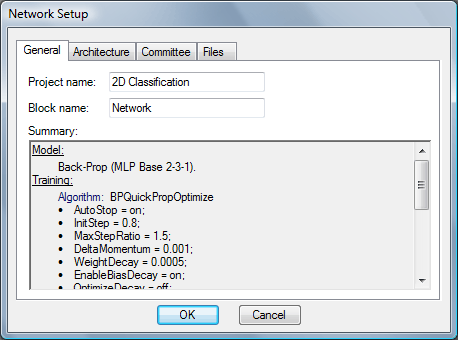 Network Setup
General Architecture Committee Files
Project name: 2D Classification
Block name: Network
Summary:
Model:
Back-Prop (MLP Base 2-3-1).
Training:
Algorithm: BPQuickPropOptimize
• AutoStop = on;
• InitStep = 0.8;
• MaxStepRatio = 1.5;
• DeltaMomentum = 0.001;
• WeightDecay = 0.0005;
• EnableBiasDecay = on;
• OptimizeDecay = off;
OK Cancel